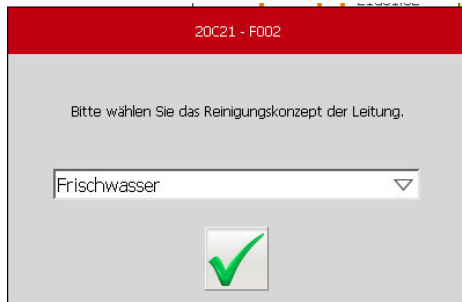 20C21 - F002
Bitte wählen Sie das Reinigungskonzept der Leitung.
Frischwasser